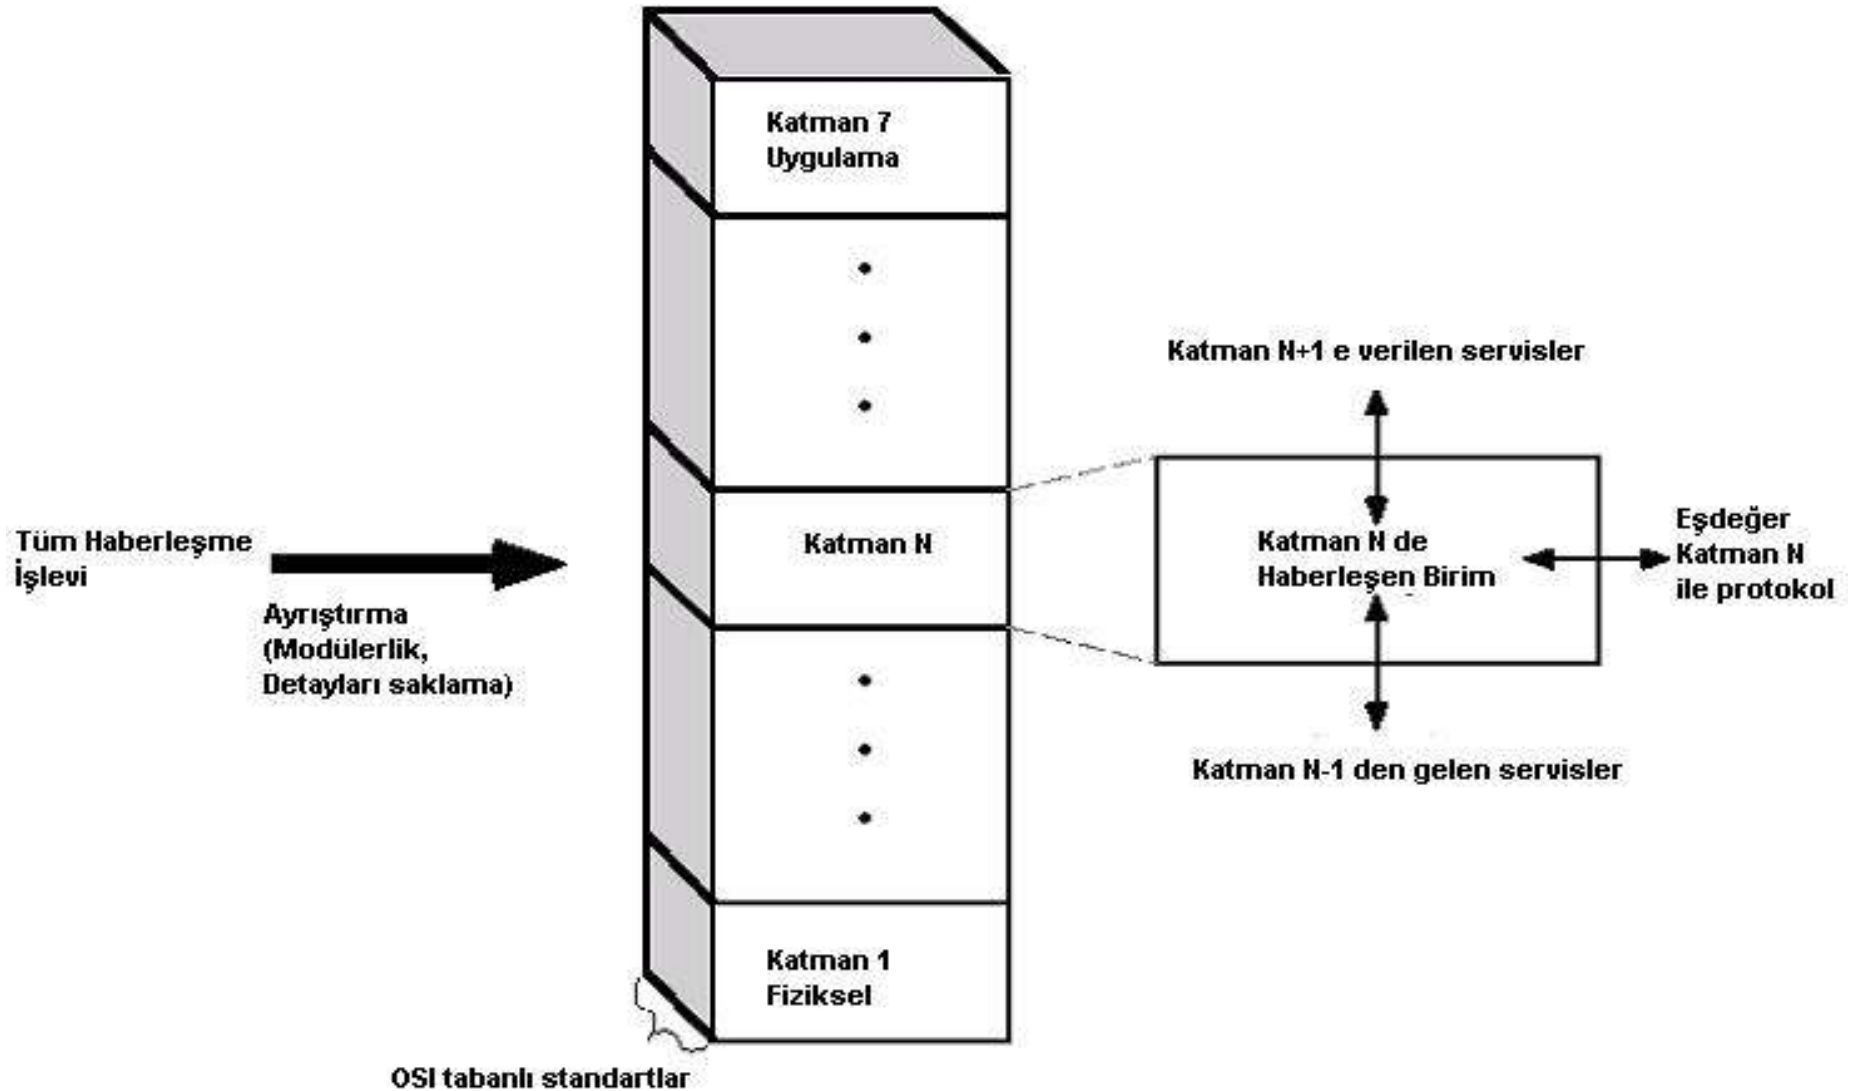 Katman 7
Uygulama
Katman N+1 e verilen servisler
Tüm Haberleşme
İşlevi
Ayrıştırma
(Modülerlik,
Detayları saklama)
Katman N
Katman N de
Haberleşen Birim
Eşdeğer
Katman N
ile protokol
Katman N-1 den gelen servisler
Katman 1
Fiziksel
OSI tabanlı standartlar